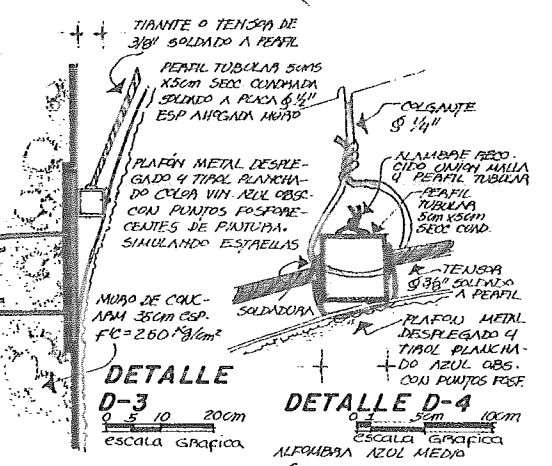 TIRANTE O TENSOR DE
3/8" SOLDADO A PERFIL
PERFIL TUBULAR 5CMS
X5CM SECC CUADRADA
SOLDADO A PLACA ∮ ½"
ESP AHOGADA MURO
PLAFÓN METAL DESPLE-
GADO Y TIROL PLANCHA-
DO COLOR VIN. AZUL OBSC.
CON PUNTOS FOSFORE-
CENTES DE PINTURA.
SIMULANDO ESTRELLAS
MURO DE CONC-
ARM 35CM ESP.
F'C = 260 Kg/cm²
DETALLE
D-3
0 5 10 20cm
escala GRAFICA
COLGANTE
∮ ¼"
ALAMBRE RECO-
CIDO UNION MALLA
Y PERFIL TUBULAR
PERFIL
TUBULAR
5cm X5cm
SECC CUAD.
TENSOR
∮ 3/8" SOLDADO
A PERFIL
SOLDADURA
PLAFON METAL
DESPLEGADO Y
TIROL PLANCHA-
DO AZUL OBS.
CON PUNTOS FOSF.
DETALLE D-4
0 1 5cm 10cm
escala GRAFICA
ALFOMBRA AZUL MEDIO